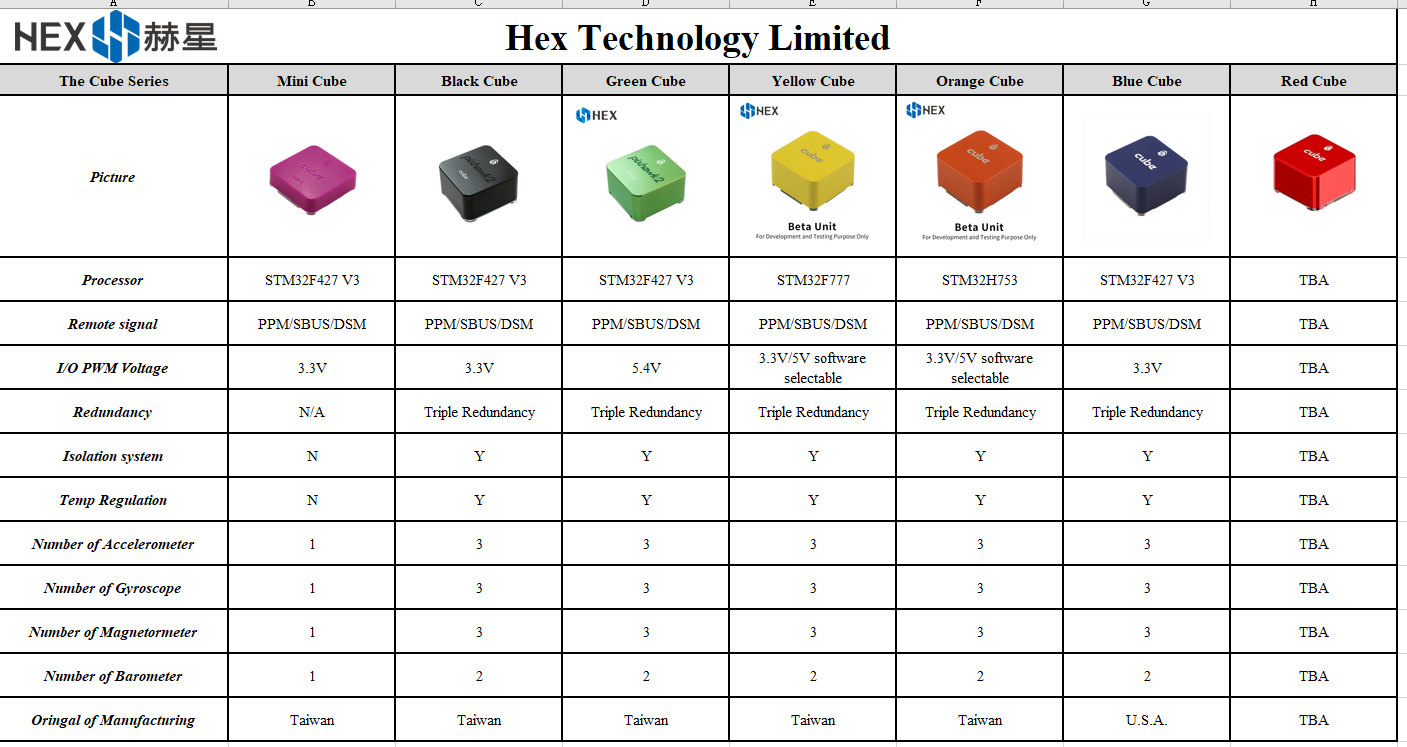 A B C D E F G H
HEX 赫星 Hex Technology Limited
The Cube Series Mini Cube Black Cube Green Cube Yellow Cube Orange Cube Blue Cube Red Cube
HEX HEX HEX
Picture
cube pixhawk2 cube pixhawk2 cube cube cube cube
Beta Unit Beta Unit
For Development and Testing Purpose Only For Development and Testing Purpose Only
Processor STM32F427 V3 STM32F427 V3 STM32F427 V3 STM32F777 STM32H753 STM32F427 V3 TBA
Remote signal PPM/SBUS/DSM PPM/SBUS/DSM PPM/SBUS/DSM PPM/SBUS/DSM PPM/SBUS/DSM PPM/SBUS/DSM TBA
I/O PWM Voltage 3.3V 3.3V 5.4V 3.3V/5V software selectable 3.3V/5V software selectable 3.3V TBA
Redundancy N/A Triple Redundancy Triple Redundancy Triple Redundancy Triple Redundancy Triple Redundancy TBA
Isolation system N Y Y Y Y Y TBA
Temp Regulation N Y Y Y Y Y TBA
Number of Accelerometer 1 3 3 3 3 3 TBA
Number of Gyroscope 1 3 3 3 3 3 TBA
Number of Magnetormeter 1 3 3 3 3 3 TBA
Number of Barometer 1 2 2 2 2 2 TBA
Oringal of Manufacturing Taiwan Taiwan Taiwan Taiwan Taiwan U.S.A. TBA